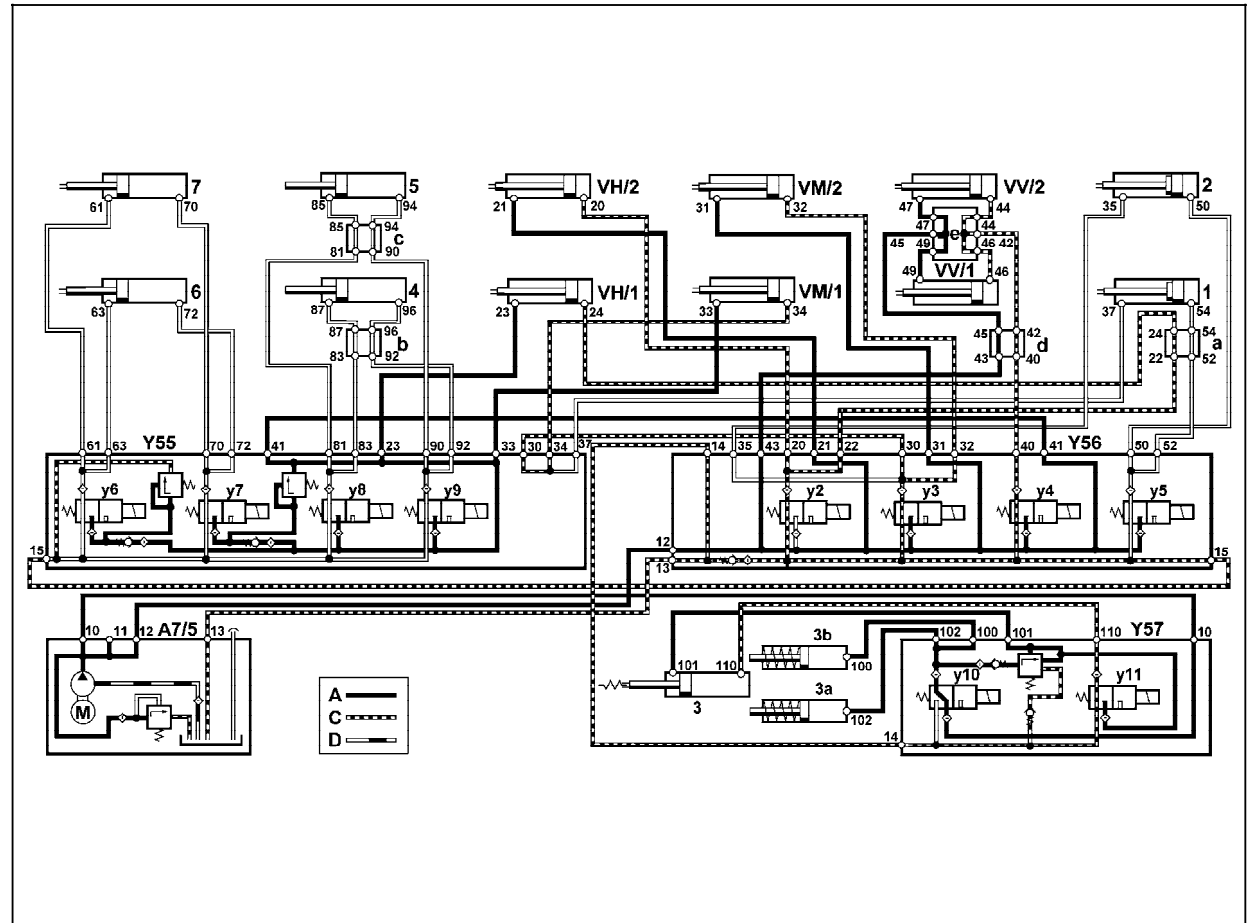 7 5 VH/2 VM/2 VV/2 2
61 70 85 94 21 20 31 32 47 44 35 50
85 94 47 44
c 45 e 42
81 90 49 46
VV/1
6 4 VH/1 VM/1 49 46 1
63 72 87 96 23 24 33 34 37 54
87 96 45 42 24 54
b d a
83 92 43 40 22 52
61 63 Y55 70 72 41 81 83 23 90 92 33 30 34 37 14 35 43 20 21 22 30 31 32 40 41 Y56 50 52
y6 y7 y8 y9 y2 y3 y4 y5
15 12 13 15
10 11 12 A7/5 13 3b 102 100 101 110 Y57 10
101 110 100 y10 y11
M A 3a
C 3 102
D 14